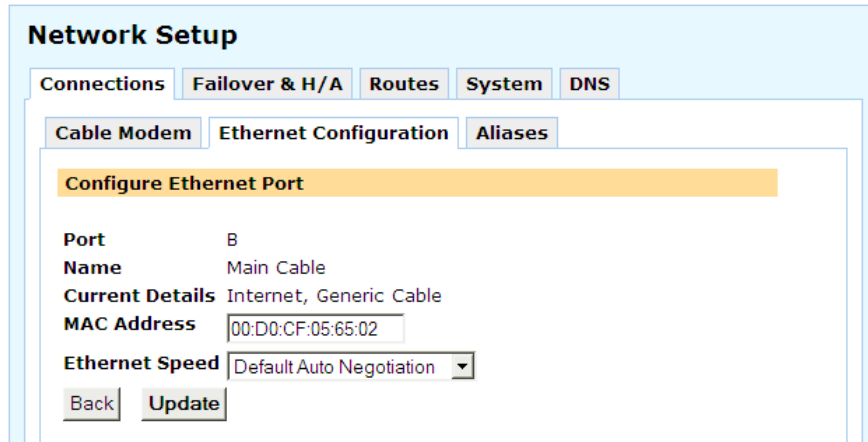 Network Setup
Connections Failover & H/A Routes System DNS
Cable Modem Ethernet Configuration Aliases
Configure Ethernet Port
Port B
Name Main Cable
Current Details Internet, Generic Cable
MAC Address 00:D0:CF:05:65:02
Ethernet Speed Default Auto Negotiation
Back Update